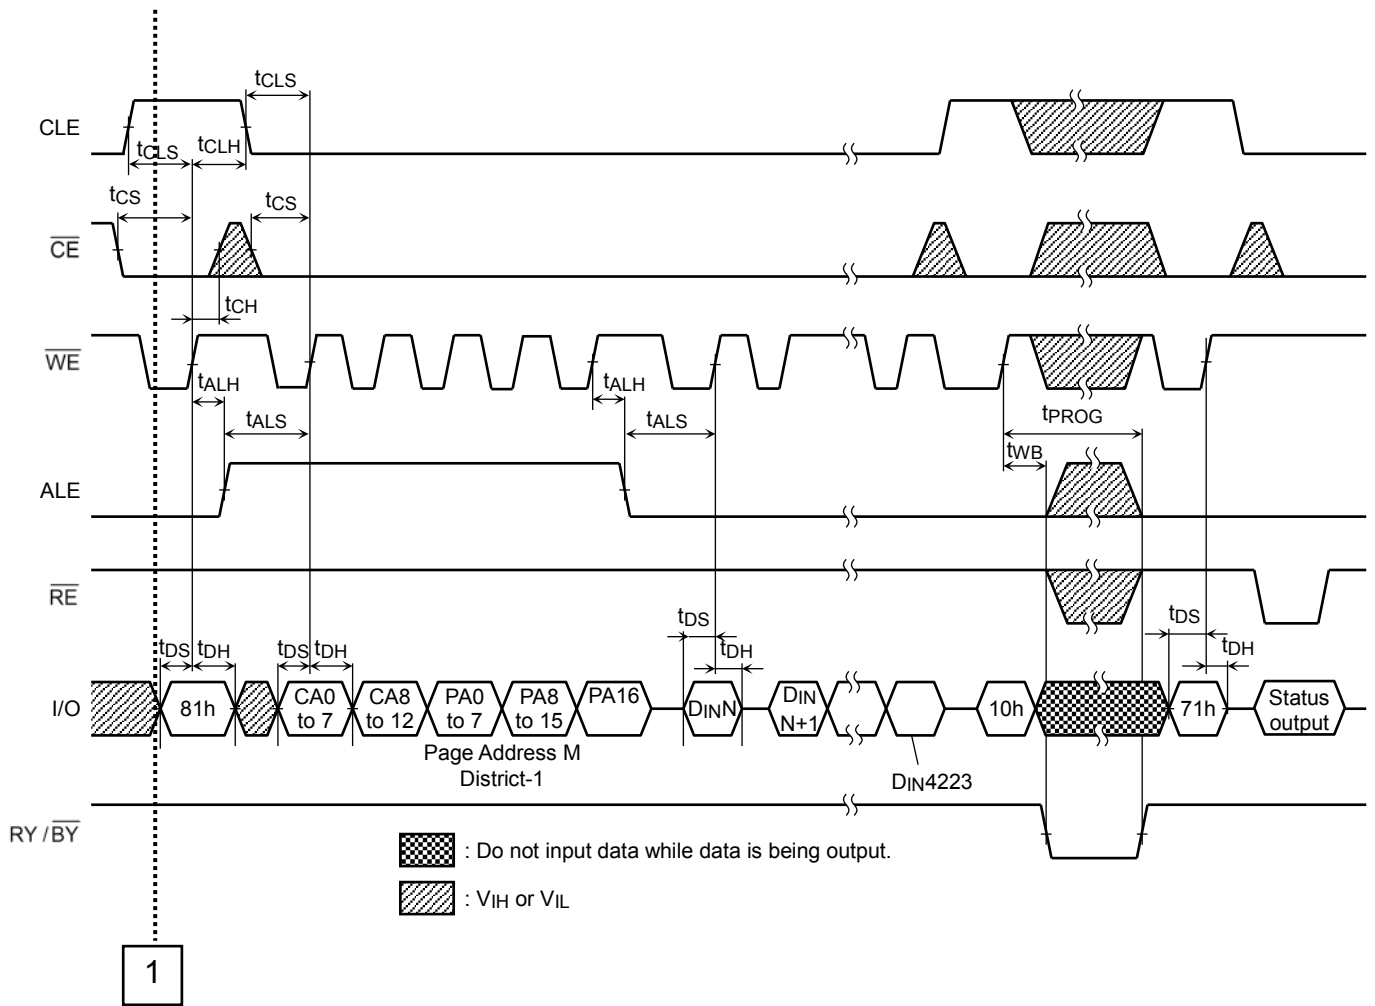 tCLS
CLE
tCLS tCLH
tCS tCS
CE
tCH
WE
tALH tALH
tALS tALS tPROG
tWB
ALE
RE
tDS tDH tDS tDH tDS tDH tDS tDH
I/O 81h CA0 to 7 CA8 to 12 PA0 to 7 PA8 to 15 PA16 DINN DIN N+1 10h 71h Status output
Page Address M
District-1
DIN4223
RY / BY
: Do not input data while data is being output.
: VIH or VIL
1